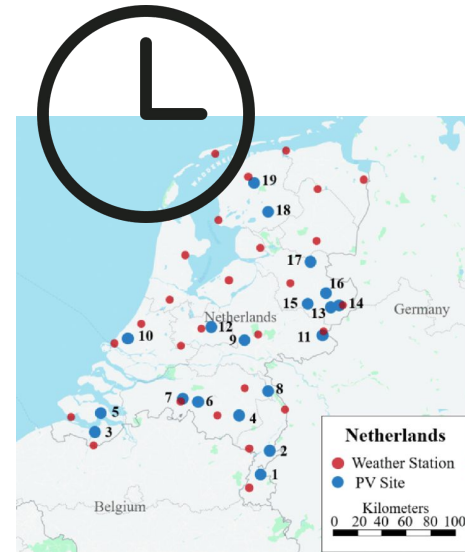 19
18
17
16
15
14
13
Netherlands
Germany
12
10
9
11
8
7
6
5
4
3
2
1
Belgium
Netherlands
Weather Station
PV Site
Kilometers
0 20 40 60 80 100